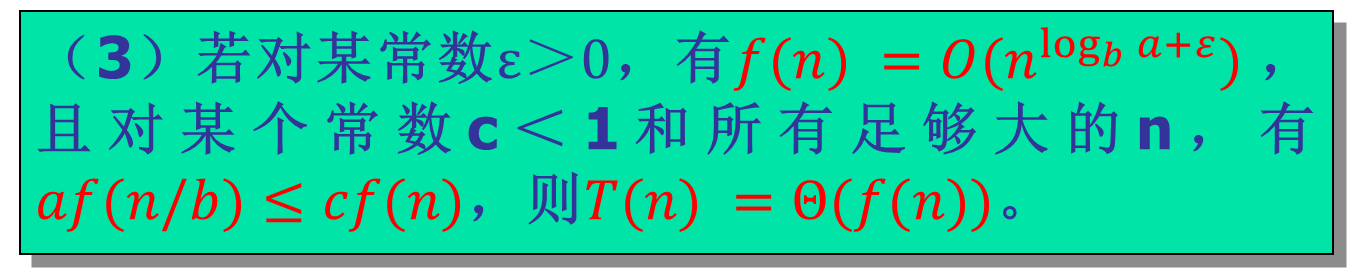 （3）若对某常数ε＞0，有f(n) = O(n^{log_b a+ε})，
且对某个常数c＜1和所有足够大的n，有
af(n/b) ≤ cf(n)，则T(n) = Θ(f(n))。